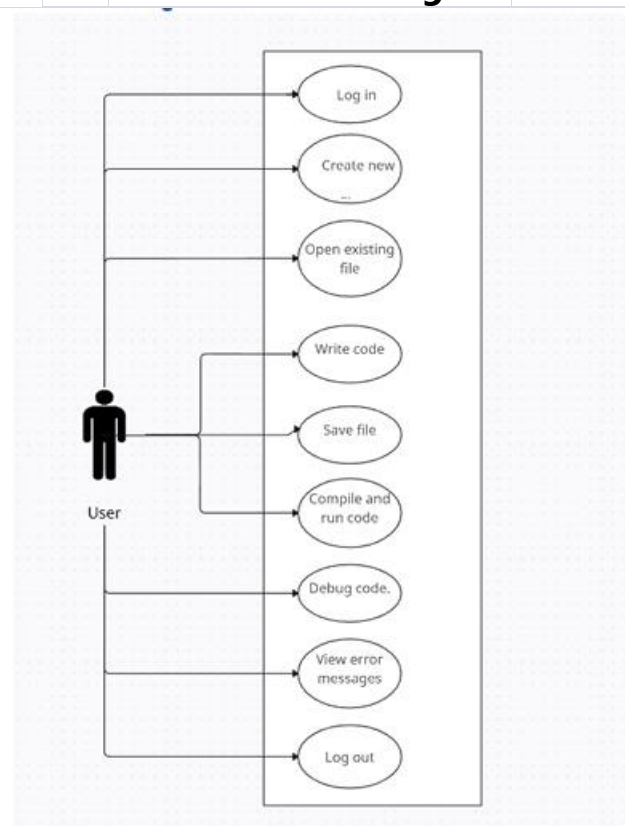 Log in
Create new
...
Open existing
file
Write code
Save file
Compile and
run code
User
Debug code.
View error
messages
Log out